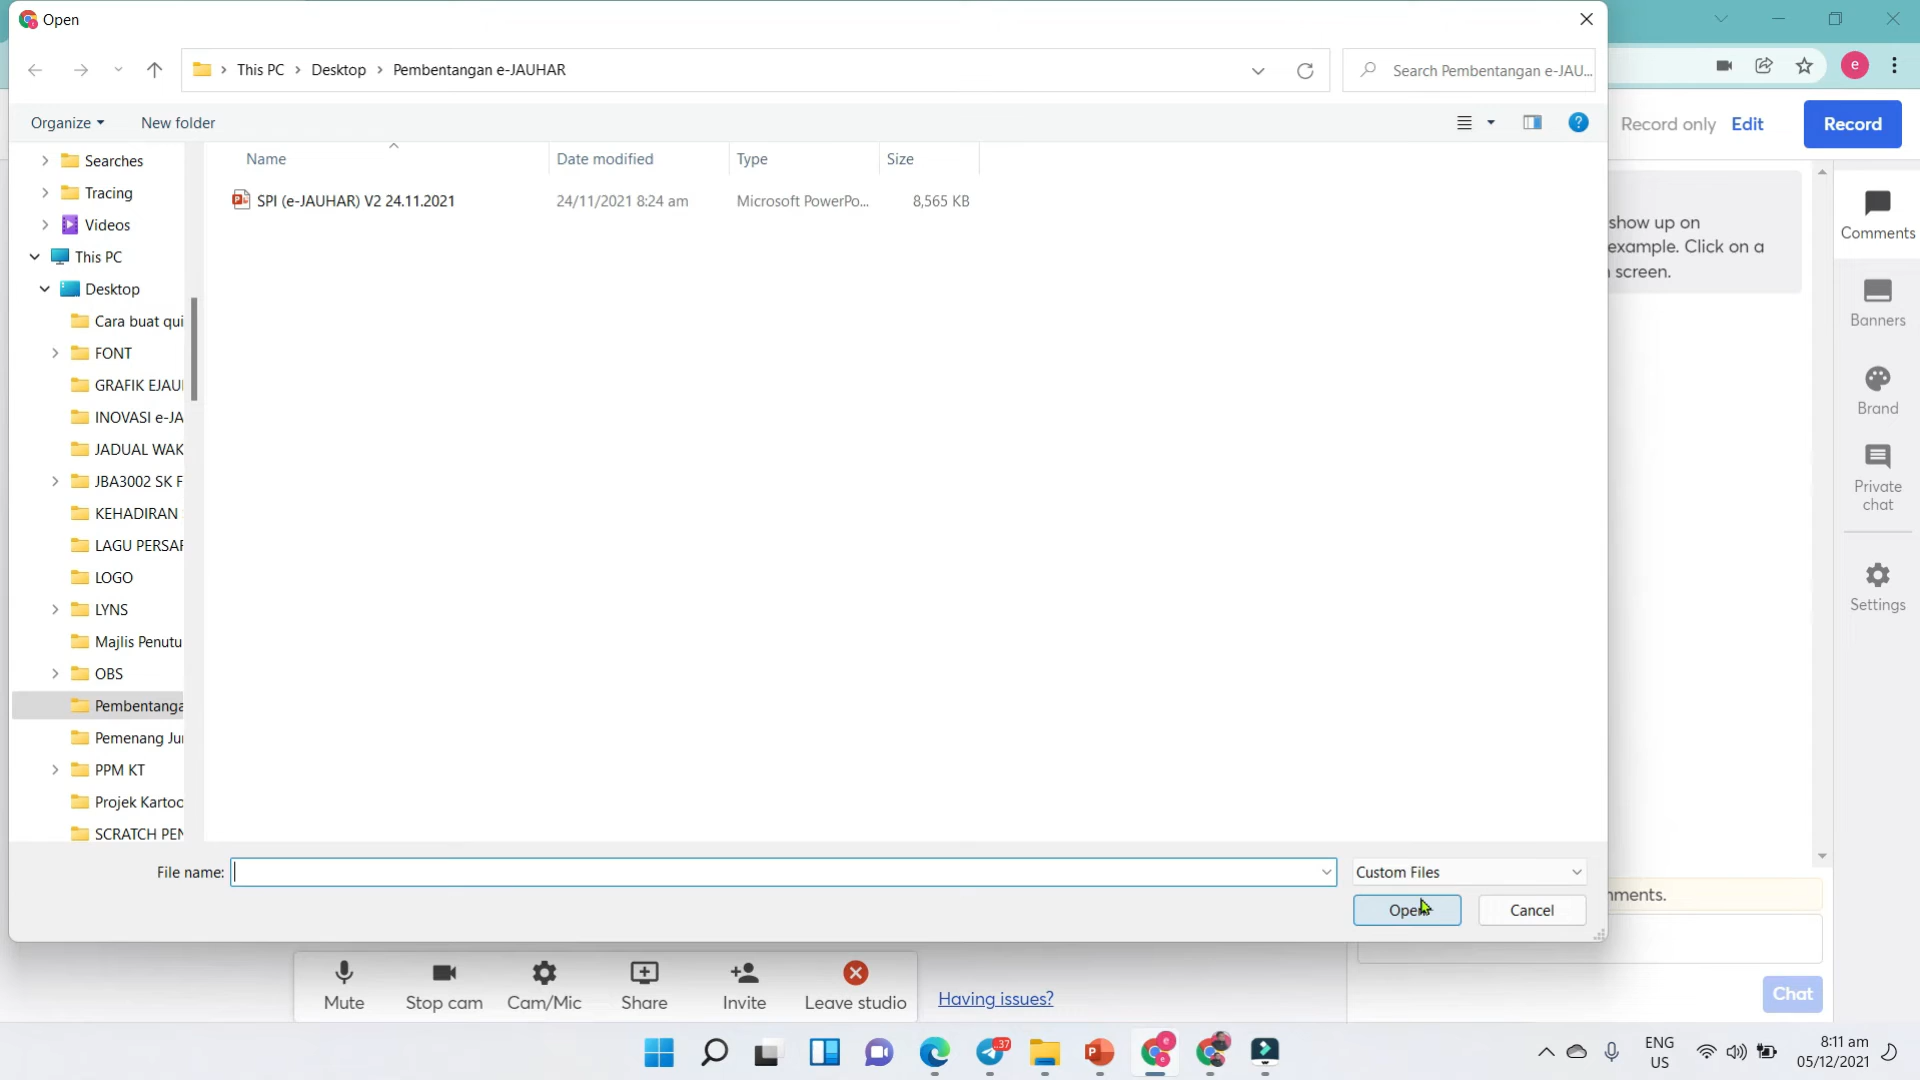 Open
This PC
Desktop
Pembentangan e-JAUHAR
Search Pembentangan e-JAU...
Organize
New folder
Record only
Edit
Record
Name
Date modified
Type
Size
SPI (e-JAUHAR) V2 24.11.2021
24/11/2021 8:24 am
Microsoft PowerPo...
8,565 KB
Searches
Tracing
Videos
This PC
Desktop
Cara buat qui
FONT
GRAFIK EJAU
INOVASI e-JA
JADUAL WAK
JBA3002 SK F
KEHADIRAN
LAGU PERSA
LOGO
LYNS
Majlis Penutu
OBS
Pembentanga
Pemenang Ju
PPM KT
Projek Kartoo
SCRATCH PEN
show up on
example. Click on a
screen.
Comments
Banners
Brand
Private
chat
Settings
File name:
Custom Files
Open
Cancel
mments.
Mute
Stop cam
Cam/Mic
Share
Invite
Leave studio
Having issues?
Chat
37
e
ENG
US
8:11 am
05/12/2021